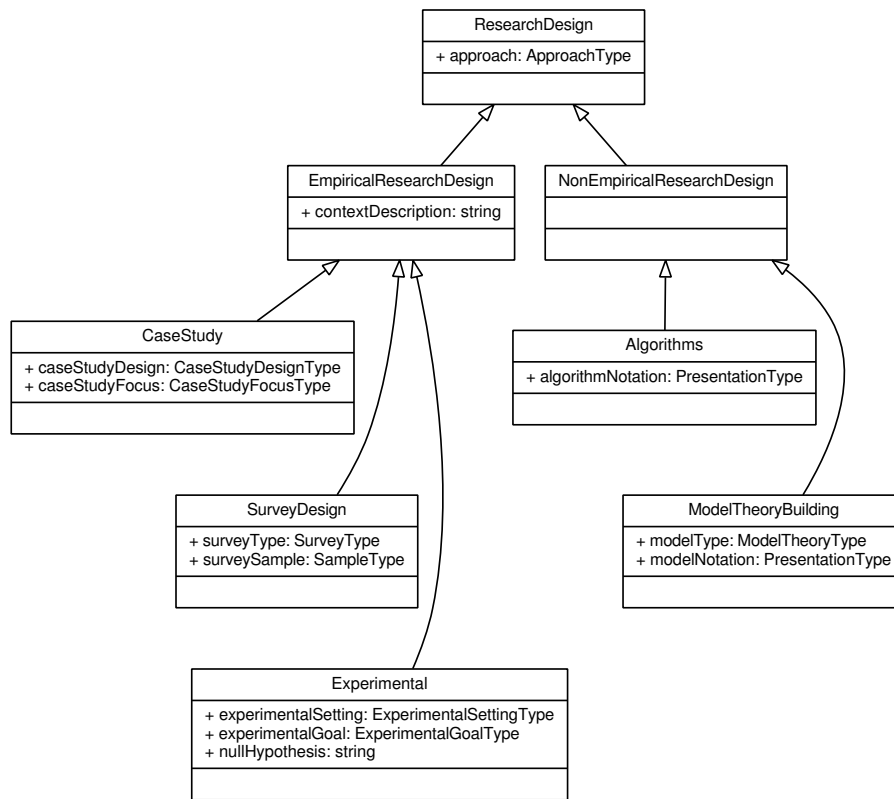 ResearchDesign
+ approach: ApproachType
EmpiricalResearchDesign
+ contextDescription: string
NonEmpiricalResearchDesign
CaseStudy
+ caseStudyDesign: CaseStudyDesignType
+ caseStudyFocus: CaseStudyFocusType
Algorithms
+ algorithmNotation: PresentationType
SurveyDesign
+ surveyType: SurveyType
+ surveySample: SampleType
ModelTheoryBuilding
+ modelType: ModelTheoryType
+ modelNotation: PresentationType
Experimental
+ experimentalSetting: ExperimentalSettingType
+ experimentalGoal: ExperimentalGoalType
+ nullHypothesis: string